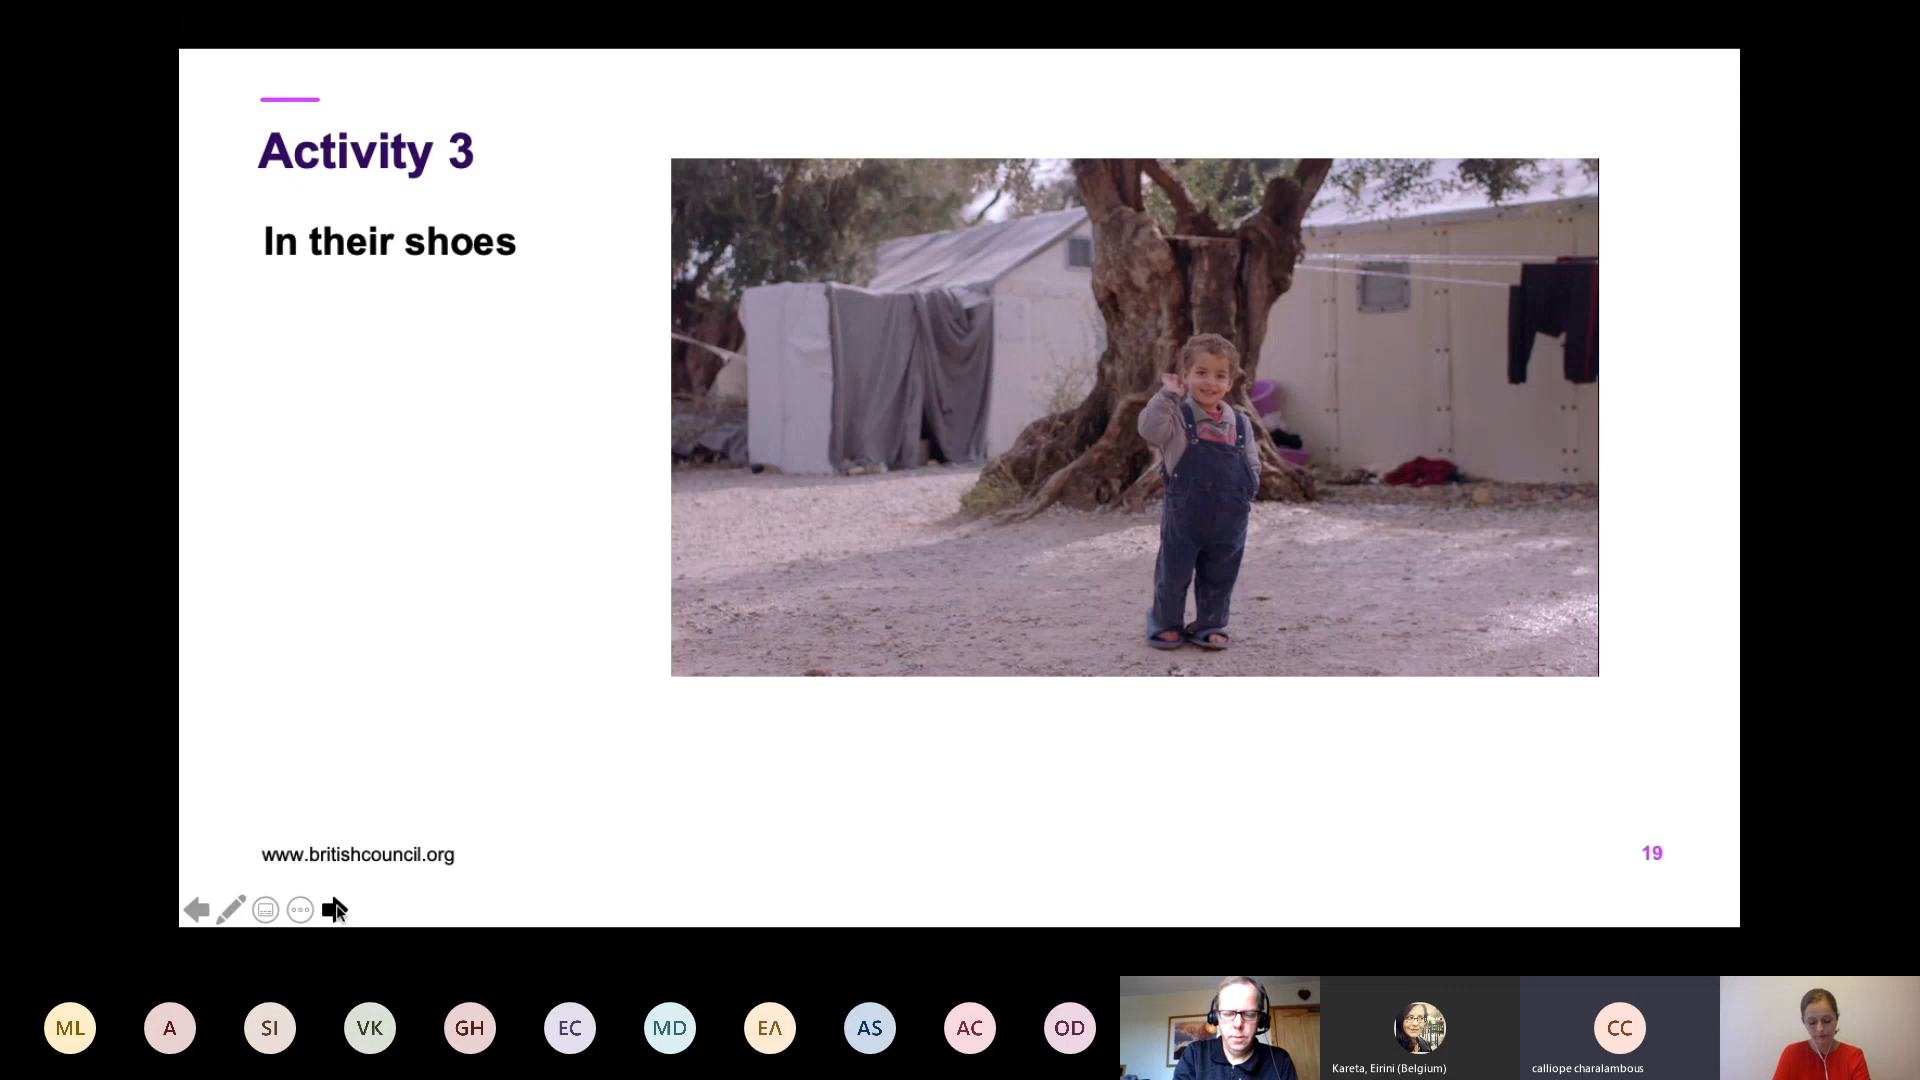 Activity 3
In their shoes
www.britishcouncil.org
19
ML
A
SI
VK
GH
EC
MD
ΕΛ
AS
AC
OD
Kareta, Eirini (Belgium)
CC
calliope charalambous